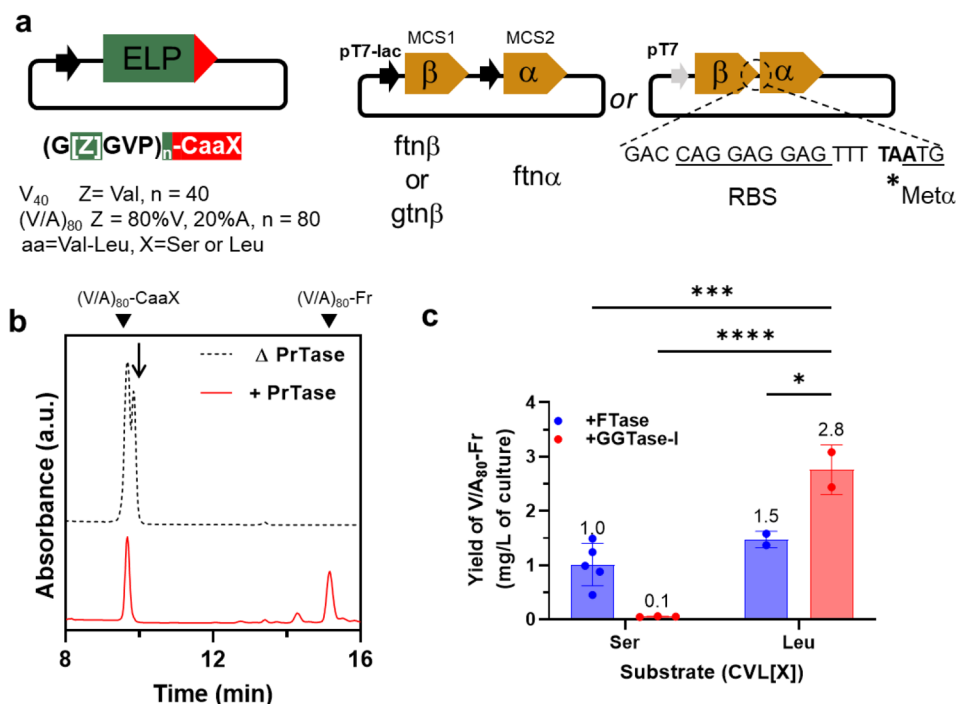 a
ELP
(G[Z]GVP)n-CaaX
V40 Z= Val, n = 40
(V/A)80 Z = 80%V, 20%A, n = 80
aa=Val-Leu, X=Ser or Leu
pT7-lac
MCS1
MCS2
β
α
ftnβ
or
gtnβ
ftnα
or
pT7
β
α
GAC CAG GAG GAG TTT TAATG
RBS
*
Metα
b
(V/A)80-CaaX
(V/A)80-Fr
Δ PrTase
+ PrTase
Absorbance (a.u.)
8
12
16
Time (min)
c
***
****
*
+FTase
+GGTase-I
Yield of V/A80-Fr
(mg/L of culture)
4
3
2
1
0
1.0
0.1
1.5
2.8
Ser
Leu
Substrate (CVL[X])